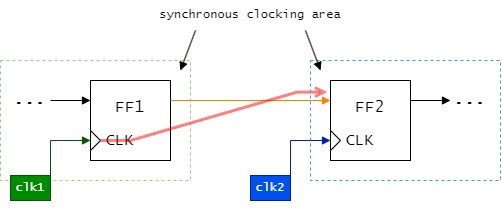 synchronous clocking area
... FF1 FF2 ...
CLK CLK
clk1 clk2